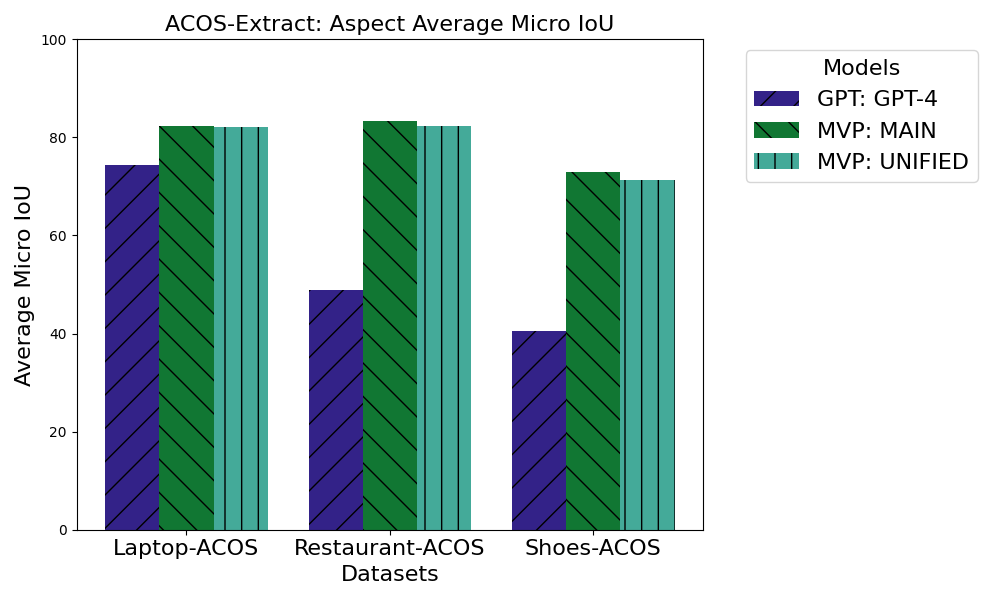 ACOS-Extract: Aspect Average Micro IoU
Average Micro IoU
100
80
60
40
20
0
Laptop-ACOS
Restaurant-ACOS
Shoes-ACOS
Datasets
Models
GPT: GPT-4
MVP: MAIN
MVP: UNIFIED